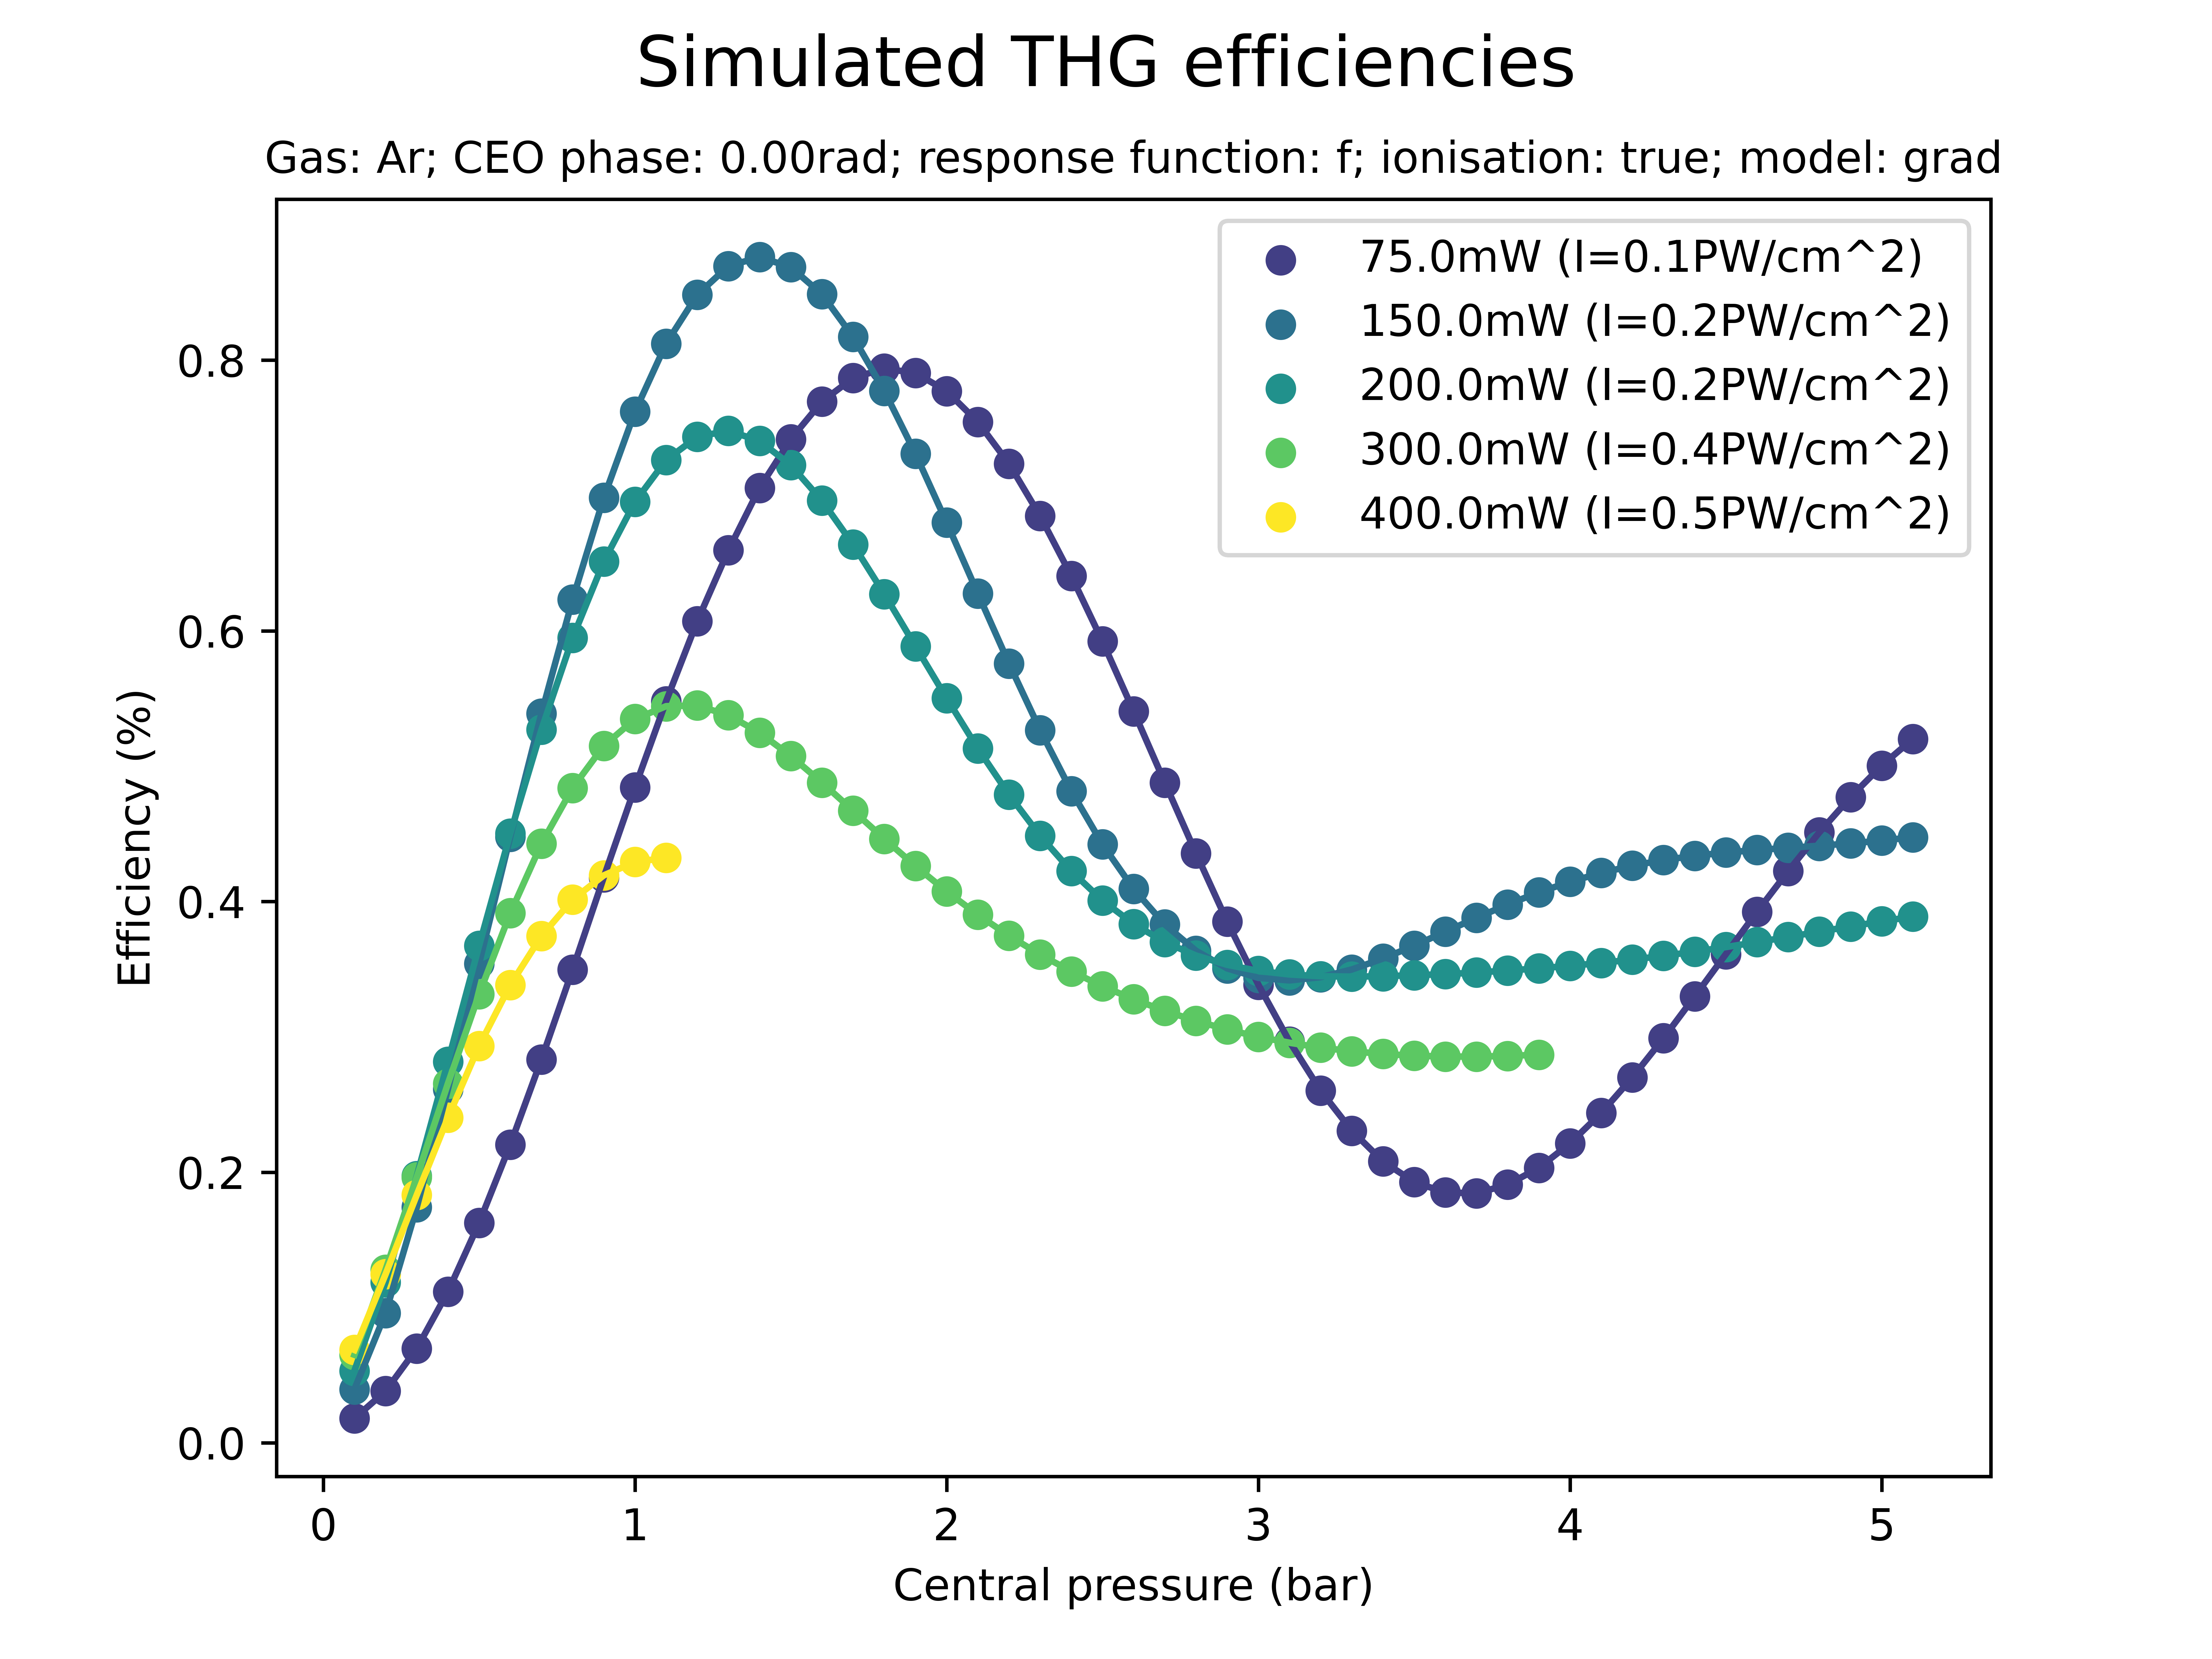 Simulated THG efficiencies
Gas: Ar; CEO phase: 0.00rad; response function: f; ionisation: true; model: grad
75.0mW (I=0.1PW/cm^2)
150.0mW (I=0.2PW/cm^2)
200.0mW (I=0.2PW/cm^2)
300.0mW (I=0.4PW/cm^2)
400.0mW (I=0.5PW/cm^2)
Efficiency (%)
0.8
0.6
0.4
0.2
0.0
0 1 2 3 4 5
Central pressure (bar)